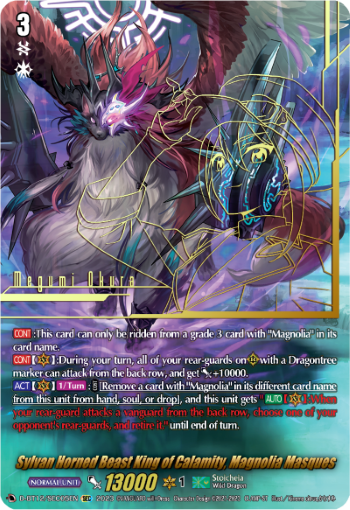 3
Megumi Okura
CONT:This card can only be ridden from a grade 3 card with "Magnolia" in its
card name.
CONT【】:During your turn, all of your rear-guards on with a Dragontree
marker can attack from the back row, and get +10000.
ACT【】1/Turn:[Remove a card with "Magnolia" in its different card name
from this unit from hand, soul, or drop], and this unit gets "AUTO【】:When
your rear-guard attacks a vanguard from the back row, choose one of your
opponent's rear-guards, and retire it." until end of turn.
Sylvan Horned Beast King of Calamity, Magnolia Masques
NORMAL UNIT 13000 1 Stoicheia
Wild Dragon